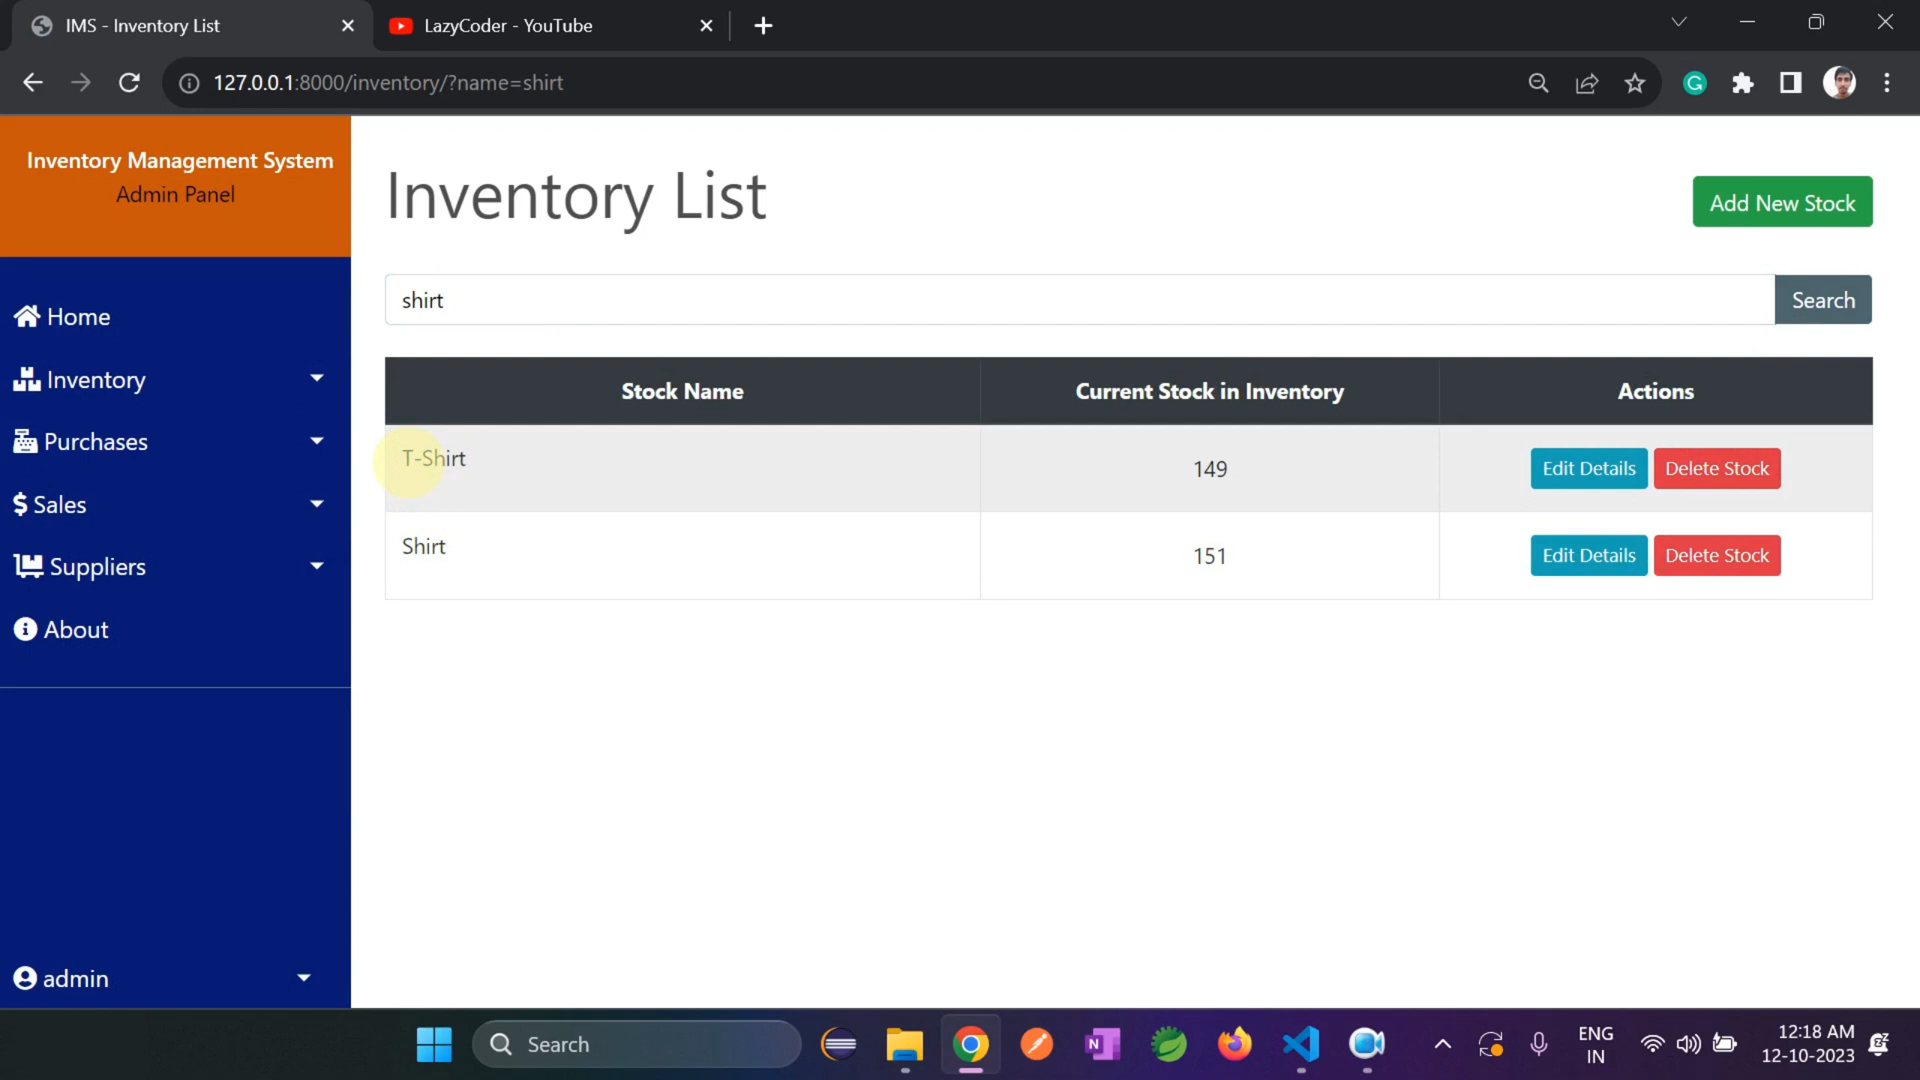 IMS - Inventory List
LazyCoder - YouTube
127.0.0.1:8000/inventory/?name=shirt
Inventory Management System
Admin Panel
Home
Inventory
Purchases
Sales
Suppliers
About
admin
Inventory List
Add New Stock
shirt
Search
Stock Name
Current Stock in Inventory
Actions
T-Shirt
149
Edit Details
Delete Stock
Shirt
151
Edit Details
Delete Stock
Search
ENG
IN
12:18 AM
12-10-2023